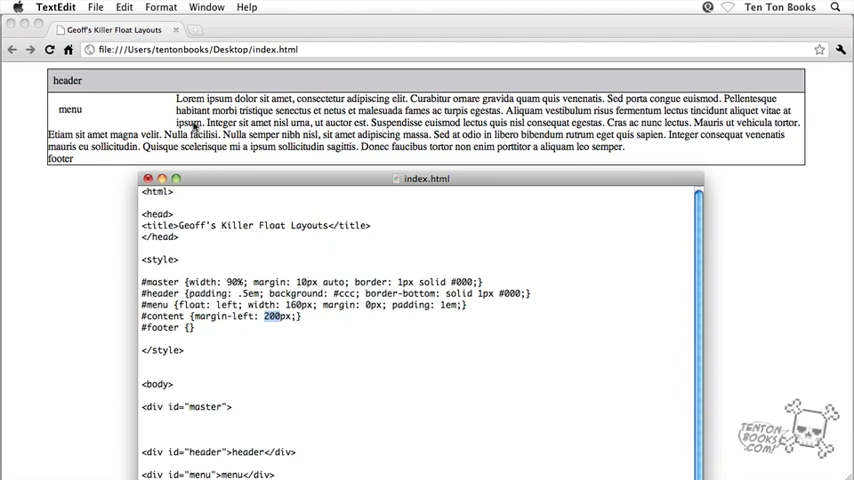 TextEdit File Edit Format Window Help Ten Ton Books
Geoff's Killer Float Layouts
file:///Users/tentonbooks/Desktop/index.html
header
menu
Lorem ipsum dolor sit amet, consectetur adipiscing elit. Curabitur ornare gravida quam quis venenatis. Sed porta congue euismod. Pellentesque
habitant morbi tristique senectus et netus et malesuada fames ac turpis egestas. Aliquam vestibulum risus fermentum lectus tincidunt aliquet vitae at
ipsum. Integer sit amet nisl urna, ut auctor est. Suspendisse euismod lectus quis nisl consequat egestas. Cras ac nunc lectus. Mauris ut vehicula tortor.
Etiam sit amet magna velit. Nulla facilisi. Nulla semper nibh nisl, sit amet adipiscing massa. Sed at odio in libero bibendum rutrum eget quis sapien. Integer consequat venenatis
mauris eu sollicitudin. Quisque scelerisque mi a ipsum sollicitudin sagittis. Donec faucibus tortor non enim porttitor a aliquam leo semper.
footer
index.html
<html>
<head>
<title>Geoff's Killer Float Layouts</title>
</head>
<style>
#master {width: 90%; margin: 10px auto; border: 1px solid #000;}
#header {padding: .5em; background: #ccc; border-bottom: solid 1px #000;}
#menu {float: left; width: 160px; margin: 0px; padding: 1em;}
#content {margin-left: 200px;}
#footer {}
</style>
<body>
<div id="master">
<div id="header">header</div>
<div id="menu">menu</div>
TENTON
BOOKS
.COM!